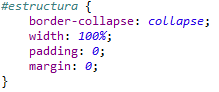 #estructura {
    border-collapse: collapse;
    width: 100%;
    padding: 0;
    margin: 0;
}